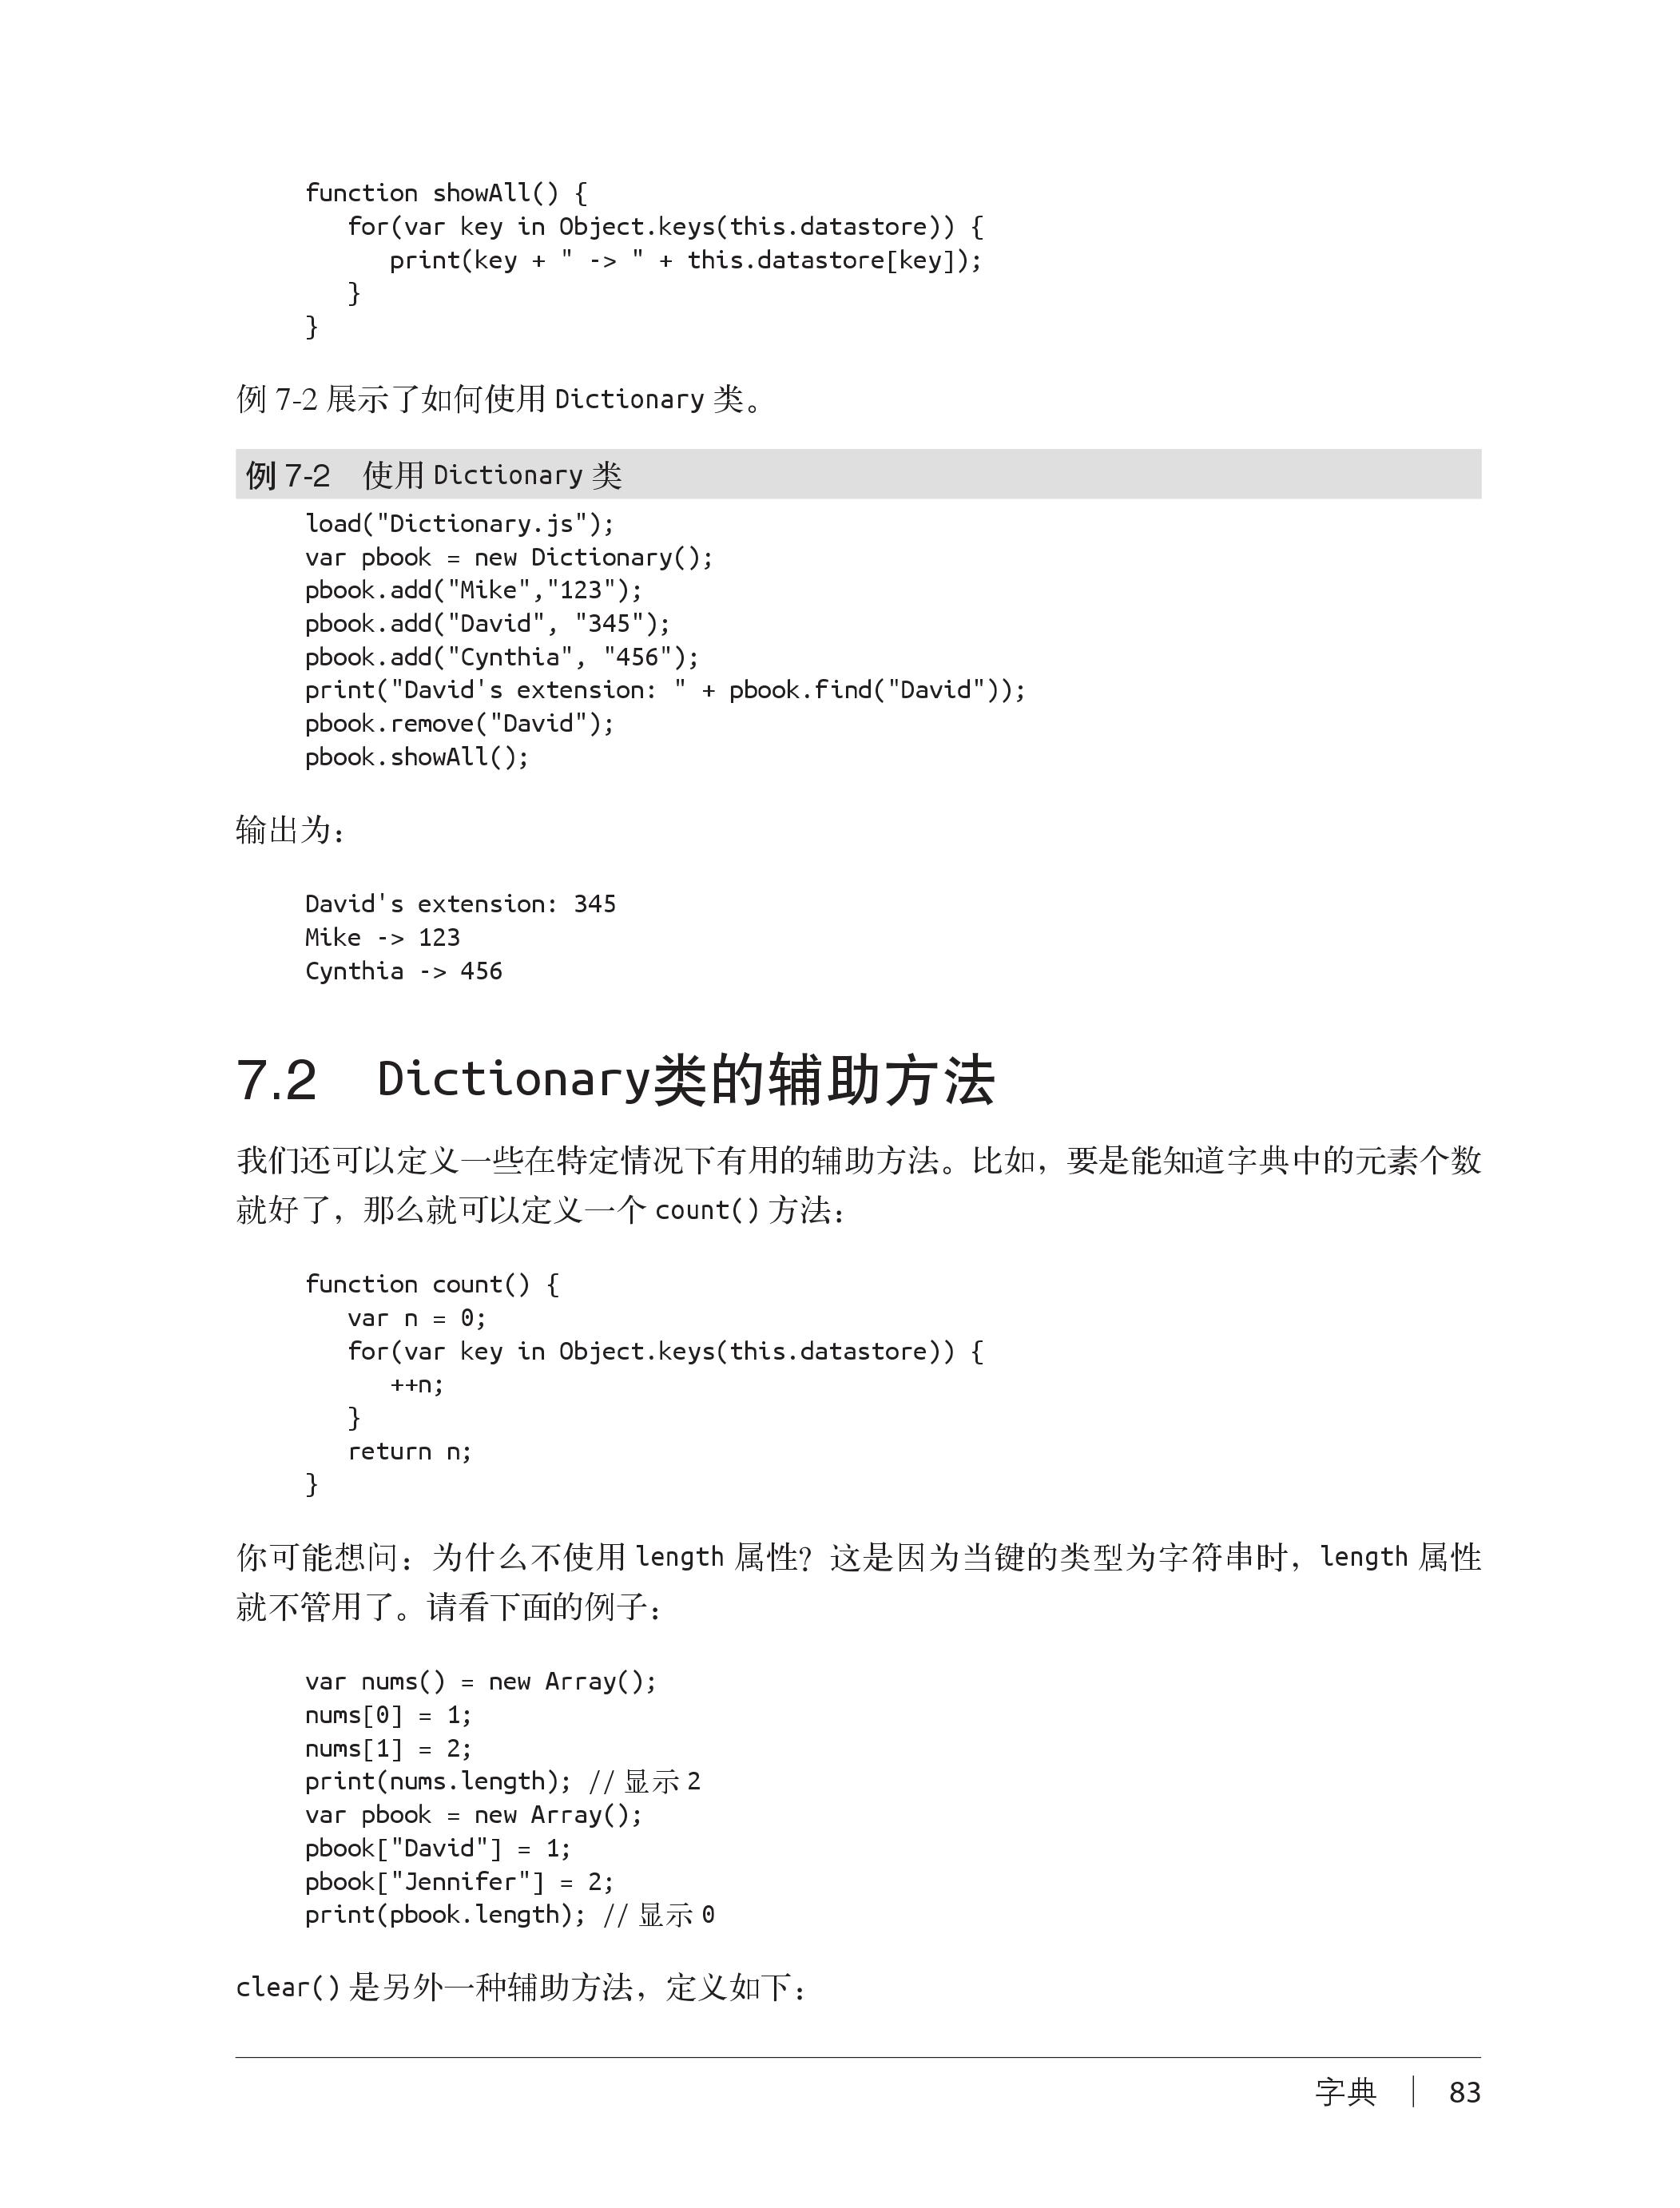 function showAll() {
   for(var key in Object.keys(this.datastore)) {
      print(key + " -> " + this.datastore[key]);
   }
}
例 7-2 展示了如何使用 Dictionary 类。
例 7-2　使用 Dictionary 类
load("Dictionary.js");
var pbook = new Dictionary();
pbook.add("Mike","123");
pbook.add("David", "345");
pbook.add("Cynthia", "456");
print("David's extension: " + pbook.find("David"));
pbook.remove("David");
pbook.showAll();
输出为：
David's extension: 345
Mike -> 123
Cynthia -> 456
7.2　Dictionary类的辅助方法
我们还可以定义一些在特定情况下有用的辅助方法。比如，要是能知道字典中的元素个数
就好了，那么就可以定义一个 count() 方法：
function count() {
   var n = 0;
   for(var key in Object.keys(this.datastore)) {
      ++n;
   }
   return n;
}
你可能想问：为什么不使用 length 属性？这是因为当键的类型为字符串时，length 属性
就不管用了。请看下面的例子：
var nums() = new Array();
nums[0] = 1;
nums[1] = 2;
print(nums.length); // 显示 2
var pbook = new Array();
pbook["David"] = 1;
pbook["Jennifer"] = 2;
print(pbook.length); // 显示 0
clear() 是另外一种辅助方法，定义如下：
字典 | 83